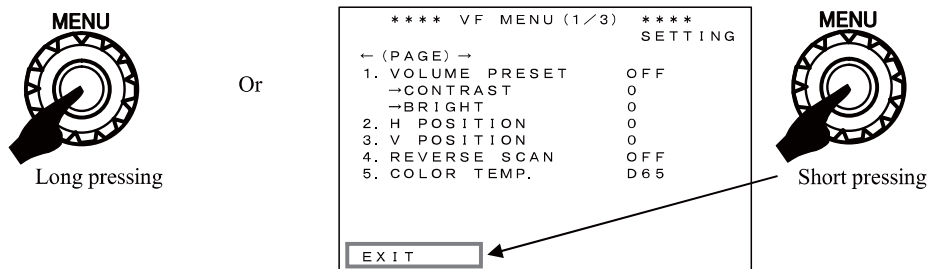 MENU
Long pressing
Or
**** VF MENU(1/3) ****
SETTING
←(PAGE)→
1. VOLUME PRESET OFF
→CONTRAST 0
→BRIGHT 0
2. H POSITION 0
3. V POSITION 0
4. REVERSE SCAN OFF
5. COLOR TEMP. D65
EXIT
MENU
Short pressing